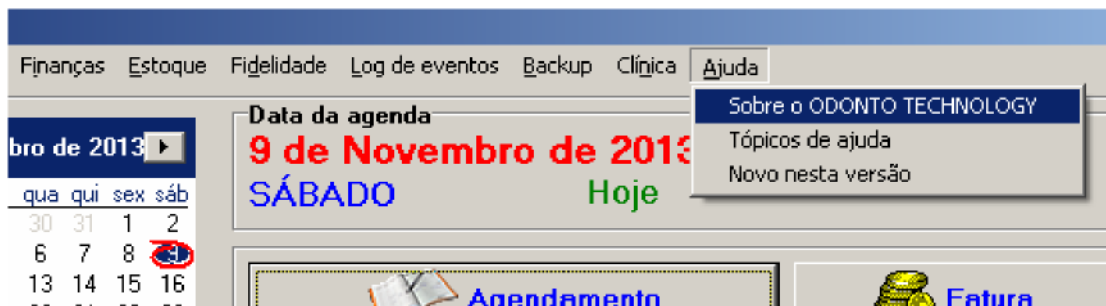 Finanças Estoque Fidelidade Log de eventos Backup Clínica Ajuda
Sobre o ODONTO TECHNOLOGY
Tópicos de ajuda
Novo nesta versão
Data da agenda
9 de Novembro de 2013
SÁBADO Hoje
bro de 2013
qua qui sex sáb
30 31 1 2
6 7 8 9
13 14 15 16
Agendamento
Fatura